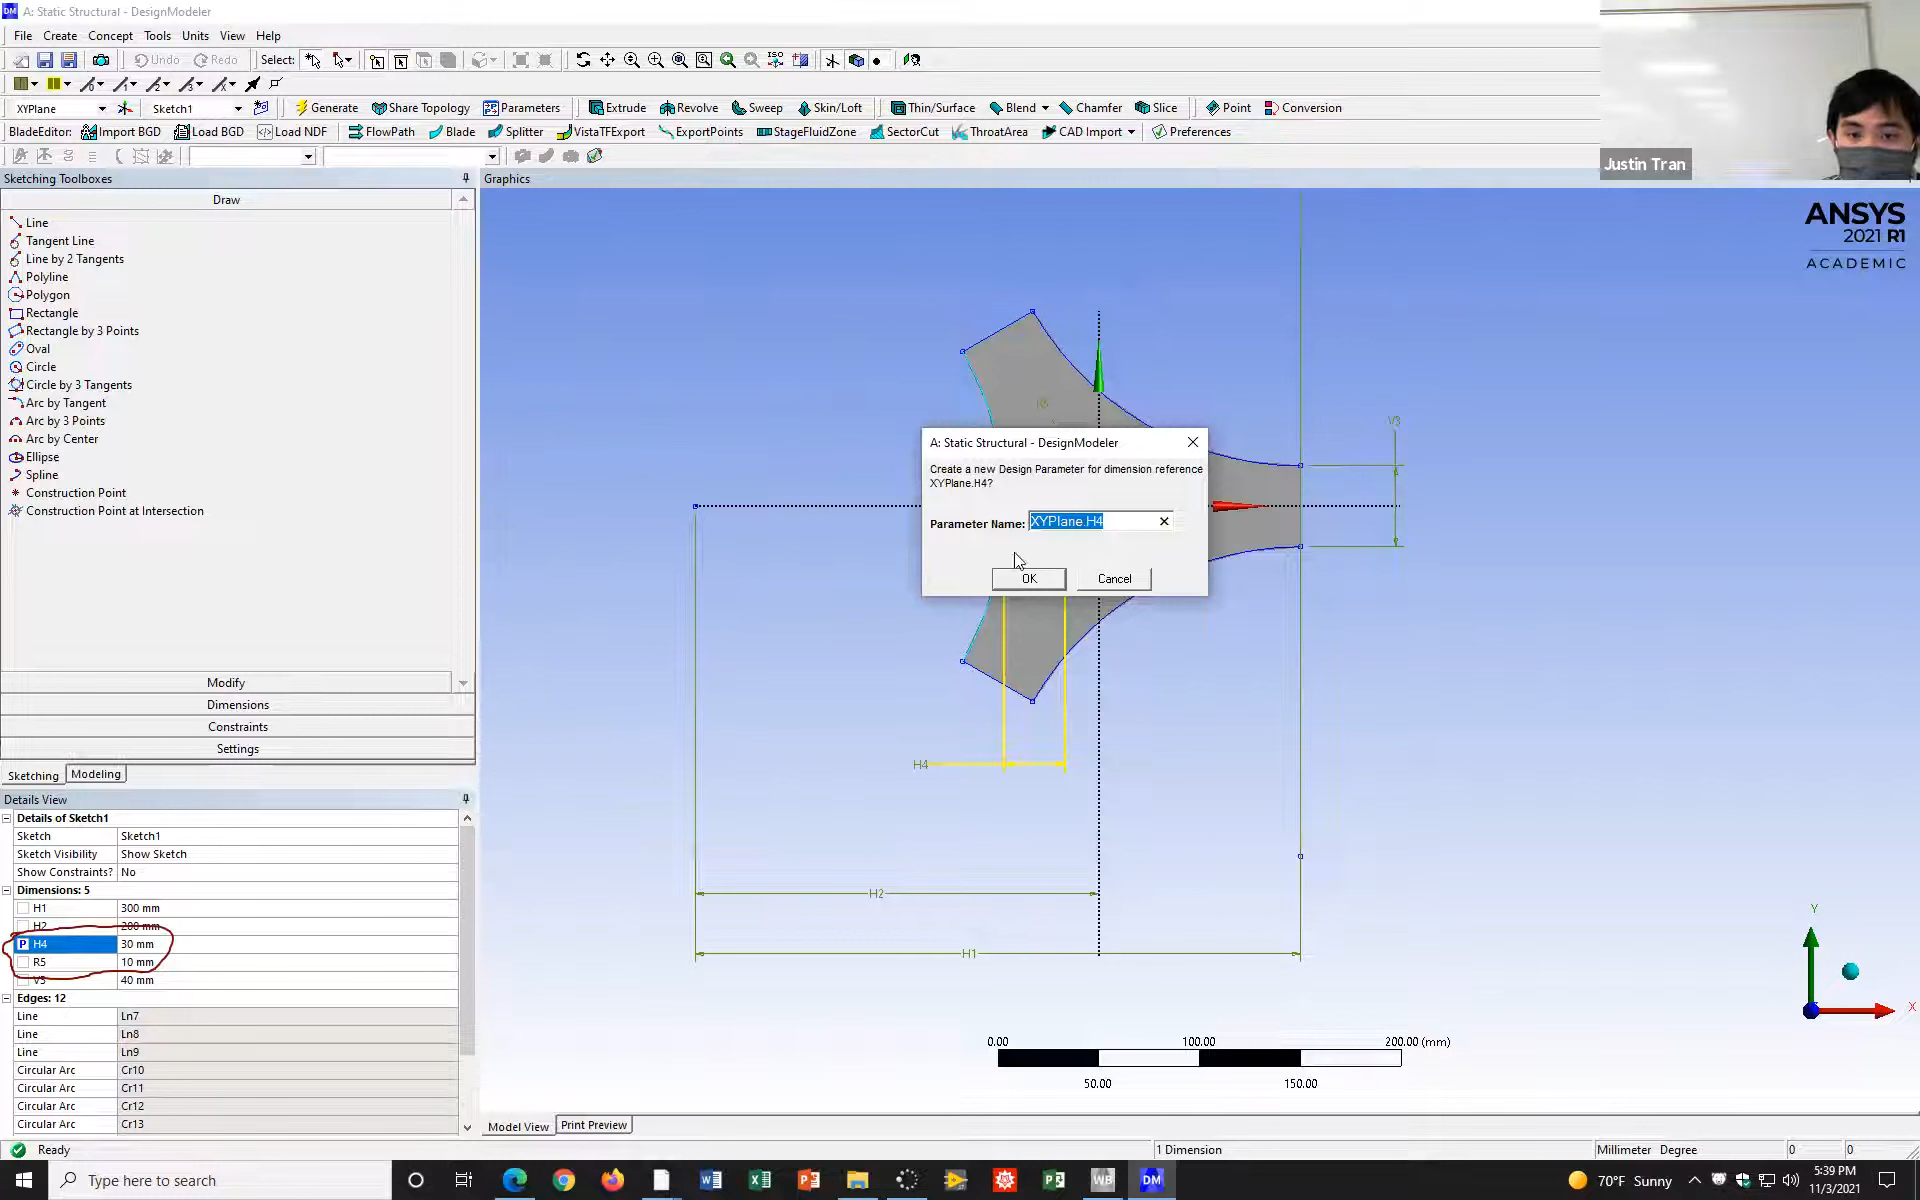 A: Static Structural - DesignModeler
File Create Concept Tools Units View Help
Undo Redo Select: ISO
XYPlane Sketch1 Generate Share Topology Parameters Extrude Revolve Sweep Skin/Loft Thin/Surface Blend Chamfer Slice Point Conversion
BladeEditor: Import BGD Load BGD Load NDF FlowPath Blade Splitter VistaTFExport ExportPoints StageFluidZone SectorCut ThroatArea CAD Import Preferences
Justin Tran
Sketching Toolboxes
Draw
Line
Tangent Line
Line by 2 Tangents
Polyline
Polygon
Rectangle
Rectangle by 3 Points
Oval
Circle
Circle by 3 Tangents
Arc by Tangent
Arc by 3 Points
Arc by Center
Ellipse
Spline
Construction Point
Construction Point at Intersection
Modify
Dimensions
Constraints
Settings
Sketching Modeling
Details View
Details of Sketch1
Sketch Sketch1
Sketch Visibility Show Sketch
Show Constraints? No
Dimensions: 5
H1 300 mm
H2 200 mm
P H4 30 mm
R5 10 mm
V3 40 mm
Edges: 12
Line Ln7
Line Ln8
Line Ln9
Circular Arc Cr10
Circular Arc Cr11
Circular Arc Cr12
Circular Arc Cr13
Graphics
ANSYS
2021 R1
ACADEMIC
R5
V3
A: Static Structural - DesignModeler
Create a new Design Parameter for dimension reference
XYPlane.H4?
Parameter Name: XYPlane.H4
OK Cancel
H4
H2
H1
Y
X
0.00 100.00 200.00 (mm)
50.00 150.00
Model View Print Preview
Ready 1 Dimension Millimeter Degree 0 0
Type here to search
WB DM
70°F Sunny
5:39 PM
11/3/2021